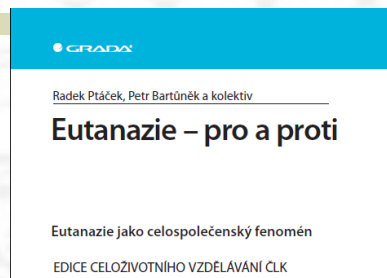 GRADA
Radek Ptáček, Petr Bartůněk a kolektiv
Eutanazie – pro a proti
Eutanazie jako celospolečenský fenomén
EDICE CELOŽIVOTNÍHO VZDĚLÁVÁNÍ ČLK